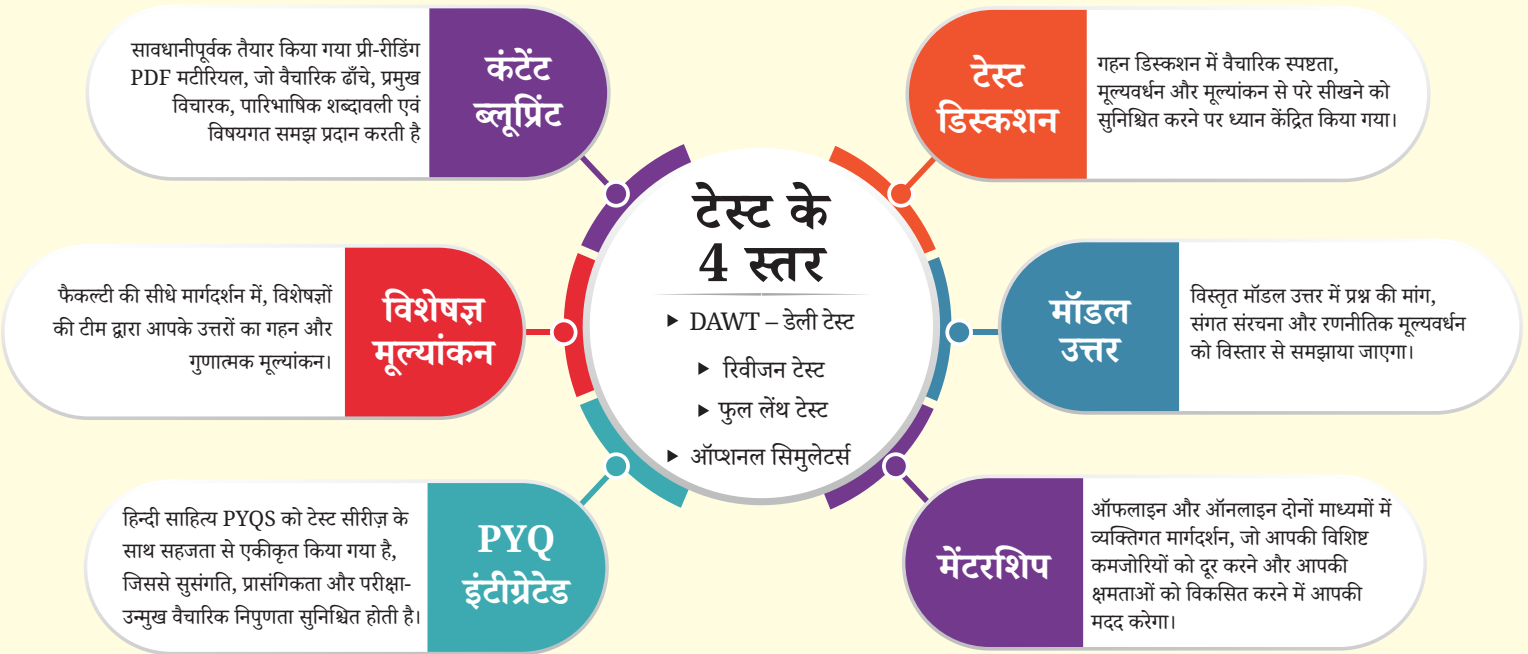 सावधानीपूर्वक तैयार किया गया प्री-रीडिंग
PDF मटीरियल, जो वैचारिक ढाँचे, प्रमुख
विचारक, पारिभाषिक शब्दावली एवं
विषयगत समझ प्रदान करती है
कंटेंट
ब्लूप्रिंट
टेस्ट
डिस्कशन
गहन डिस्कशन में वैचारिक स्पष्टता,
मूल्यवर्धन और मूल्यांकन से परे सीखने को
सुनिश्चित करने पर ध्यान केंद्रित किया गया।
फैकल्टी की सीधे मार्गदर्शन में, विशेषज्ञों
की टीम द्वारा आपके उत्तरों का गहन और
गुणात्मक मूल्यांकन।
विशेषज्ञ
मूल्यांकन
टेस्ट के
4 स्तर
▶ DAWT – डेली टेस्ट
▶ रिवीजन टेस्ट
▶ फुल लेंथ टेस्ट
▶ ऑप्शनल सिमुलेटर्स
मॉडल
उत्तर
विस्तृत मॉडल उत्तर में प्रश्न की मांग,
संगत संरचना और रणनीतिक मूल्यवर्धन
को विस्तार से समझाया जाएगा।
हिन्दी साहित्य PYQS को टेस्ट सीरीज़ के
साथ सहजता से एकीकृत किया गया है,
जिससे सुसंगति, प्रासंगिकता और परीक्षा-
उन्मुख वैचारिक निपुणता सुनिश्चित होती है।
PYQ
इंटीग्रेटेड
मेंटरशिप
ऑफलाइन और ऑनलाइन दोनों माध्यमों में
व्यक्तिगत मार्गदर्शन, जो आपकी विशिष्ट
कमजोरियों को दूर करने और आपकी
क्षमताओं को विकसित करने में आपकी
मदद करेगा।